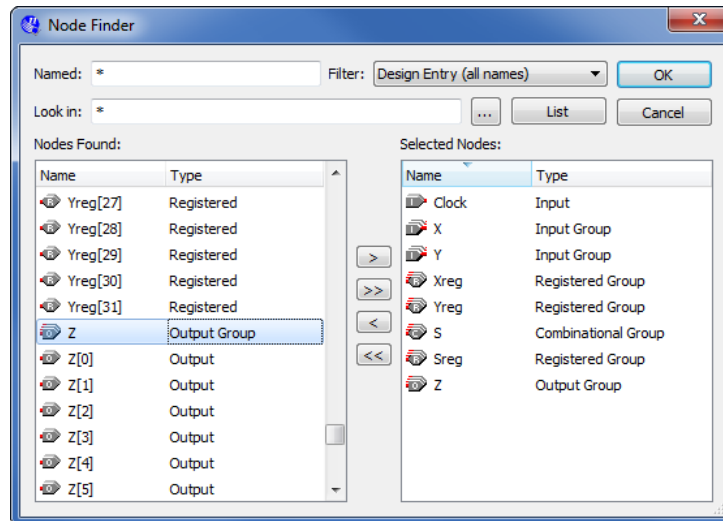 Node Finder
Named: * Filter: Design Entry (all names) OK
Look in: * ... List Cancel
Nodes Found: Selected Nodes:
Name Type Name Type
Yreg[27] Registered Clock Input
Yreg[28] Registered X Input Group
Yreg[29] Registered Y Input Group
Yreg[30] Registered > Xreg Registered Group
Yreg[31] Registered >> Yreg Registered Group
Z Output Group < S Combinational Group
Z[0] Output << Sreg Registered Group
Z[1] Output Z Output Group
Z[2] Output
Z[3] Output
Z[4] Output
Z[5] Output